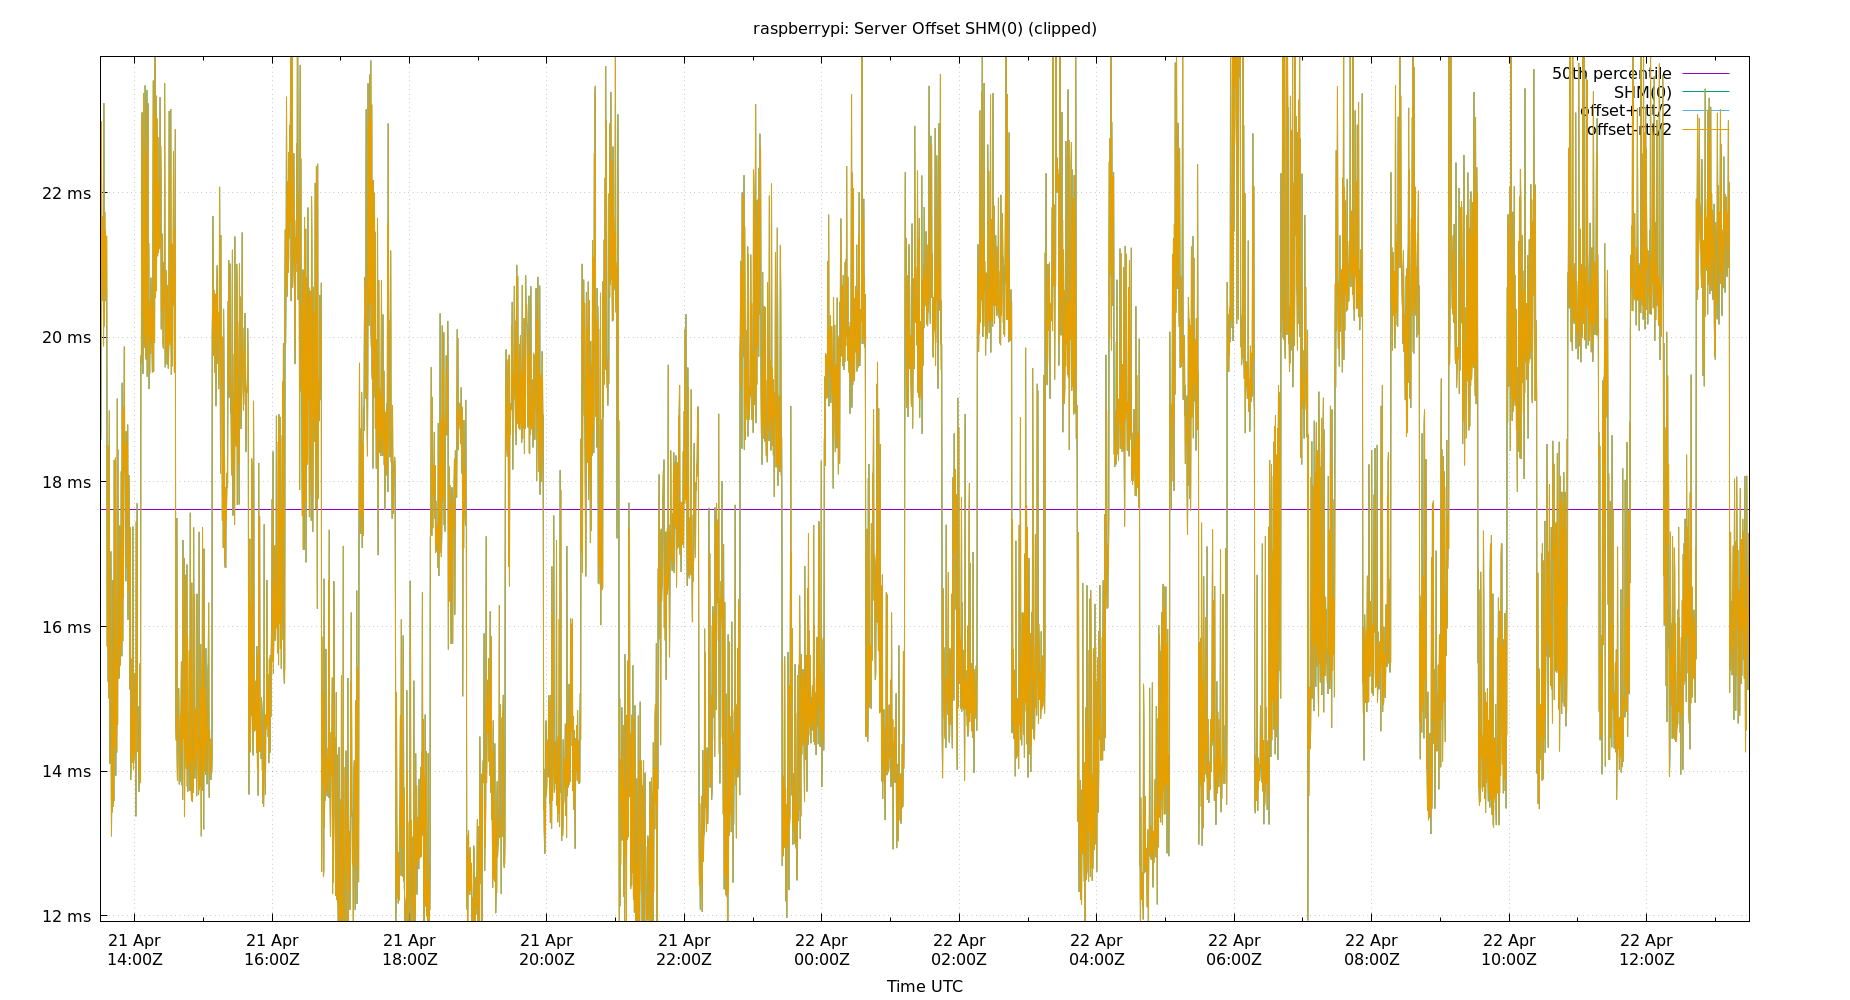 raspberrypi: Server Offset SHM(0) (clipped)
50th percentile
SHM(0)
offset+rtt/2
offset-rtt/2
22 ms
20 ms
18 ms
16 ms
14 ms
12 ms
21 Apr 21 Apr 21 Apr 21 Apr 21 Apr 22 Apr 22 Apr 22 Apr 22 Apr 22 Apr 22 Apr 22 Apr
14:00Z 16:00Z 18:00Z 20:00Z 22:00Z 00:00Z 02:00Z 04:00Z 06:00Z 08:00Z 10:00Z 12:00Z
Time UTC